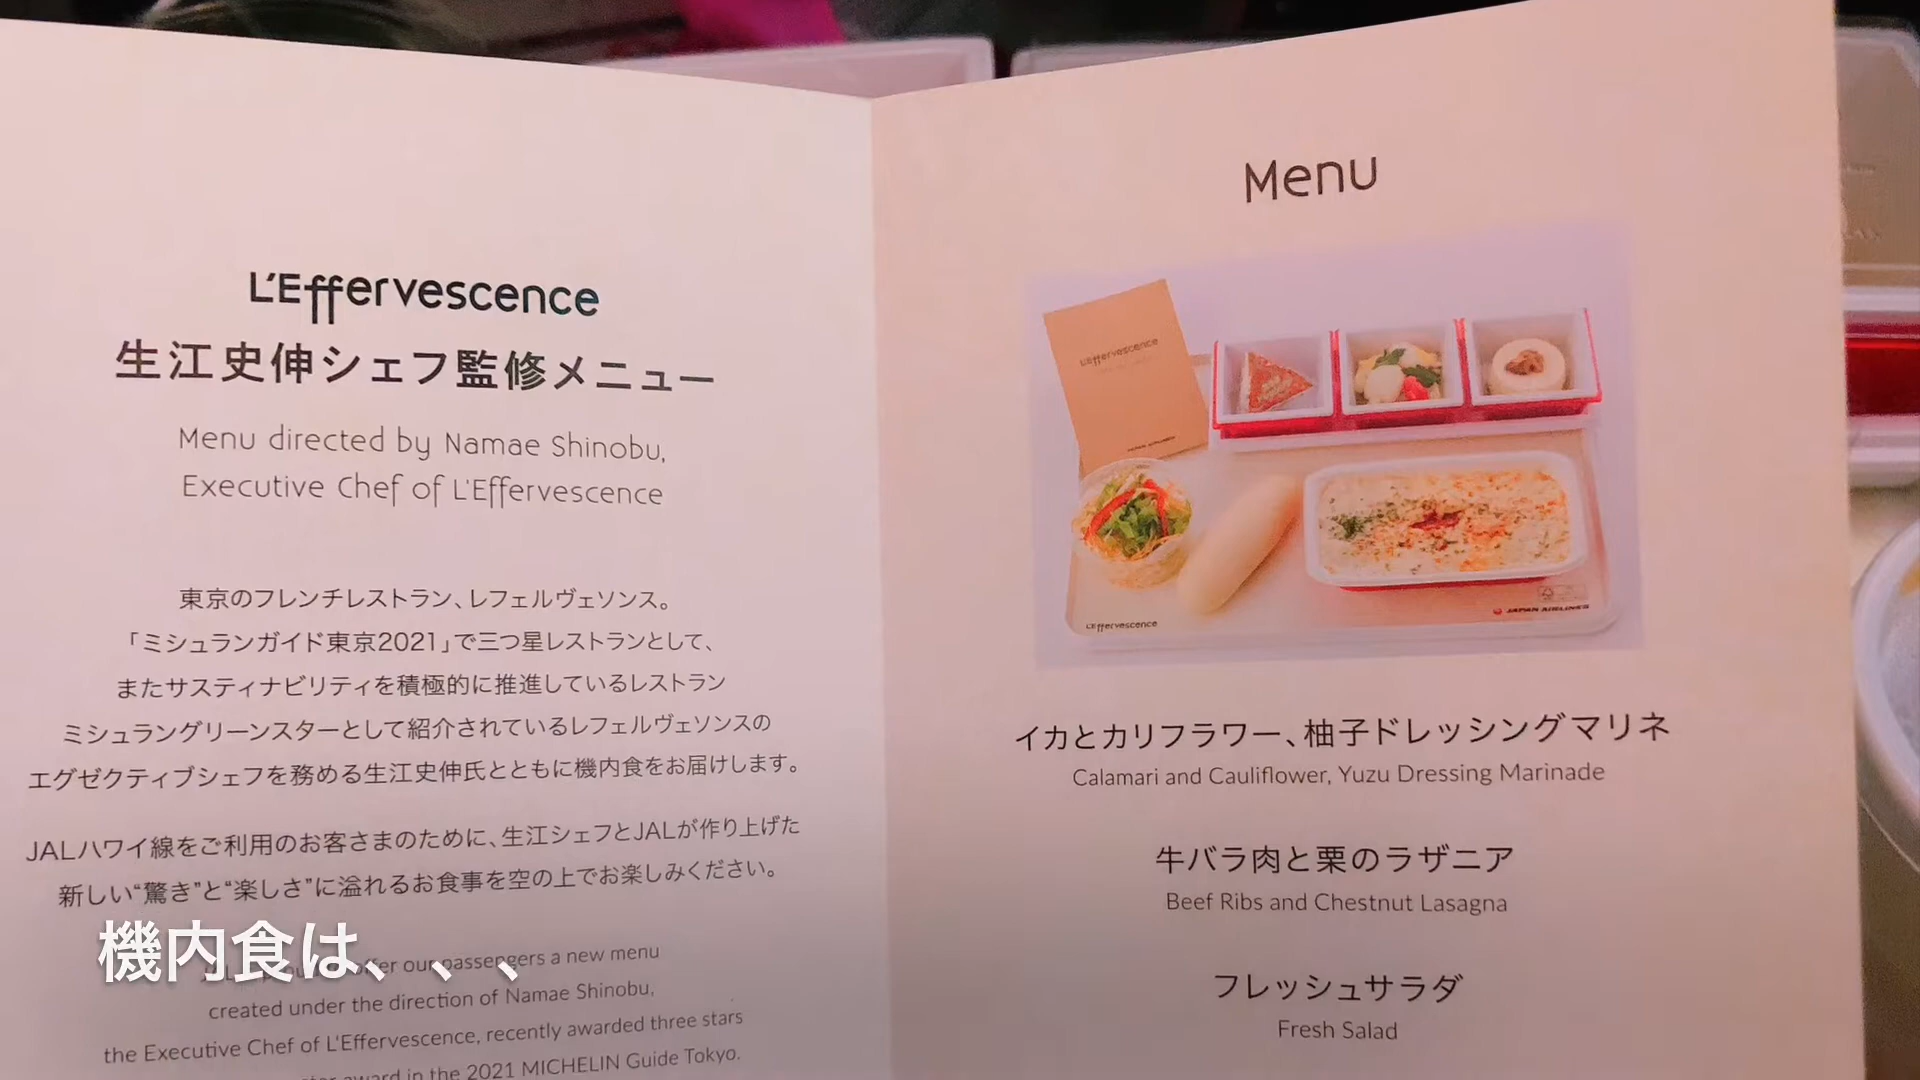 L'Effervescence
生江史伸シェフ監修メニュー
Menu directed by Namae Shinobu,
Executive Chef of L'Effervescence
東京のフレンチレストラン、レフェルヴェソンス。
「ミシュランガイド東京2021」で三つ星レストランとして、
またサスティナビリティを積極的に推進しているレストラン
ミシュラングリーンスターとして紹介されているレフェルヴェソンスの
エグゼクティブシェフを務める生江史伸氏とともに機内食をお届けします。
JALハワイ線をご利用のお客さまのために、生江シェフとJALが作り上げた
新しい“驚き”と“楽しさ”に溢れるお食事を空の上でお楽しみください。
機内食は、、、
offer our passengers a new menu
created under the direction of Namae Shinobu,
the Executive Chef of L'Effervescence, recently awarded three stars
award in the 2021 MICHELIN Guide Tokyo.
Menu
L'Effervescence
JAPAN AIRLINES
L'Effervescence
JAPAN AIRLINES
イカとカリフラワー、柚子ドレッシングマリネ
Calamari and Cauliflower, Yuzu Dressing Marinade
牛バラ肉と栗のラザニア
Beef Ribs and Chestnut Lasagna
フレッシュサラダ
Fresh Salad